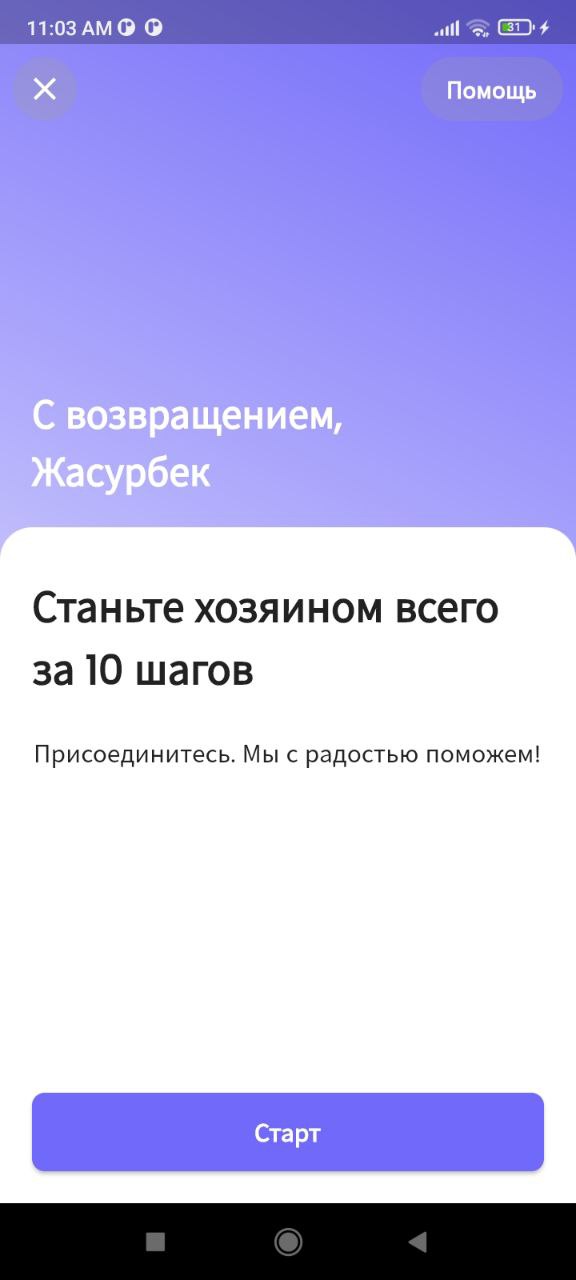 11:03 AM
31
Помощь
С возвращением,
Жасурбек
Станьте хозяином всего
за 10 шагов
Присоединитесь. Мы с радостью поможем!
Старт